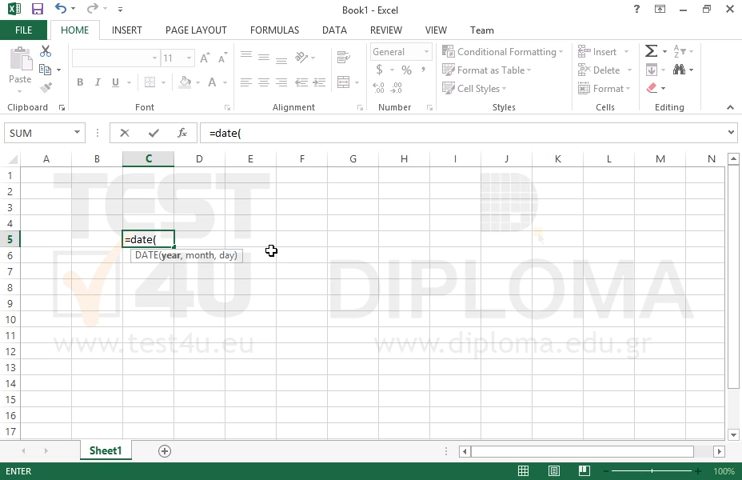 Book1 - Excel
FILE HOME INSERT PAGE LAYOUT FORMULAS DATA REVIEW VIEW Team
Paste
Clipboard
11
B I U A
Font
Alignment
General
$ % ,
Number
Conditional Formatting
Format as Table
Cell Styles
Styles
Insert
Delete
Format
Cells
Editing
SUM fx =date(
A B C D E F G H I J K L M N
1
2
3
4
5 =date(
6 DATE(year, month, day)
7
8
9
10
11
12
13
14
15
16
17
TEST
4U
www.test4u.eu
DIPLOMA
www.diploma.edu.gr
Sheet1
ENTER 100%